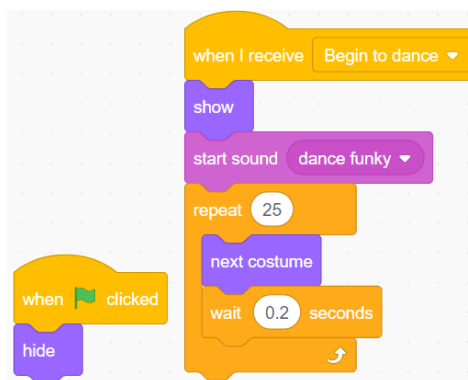 when I receive Begin to dance
show
start sound dance funky
repeat 25
next costume
wait 0.2 seconds
when clicked
hide